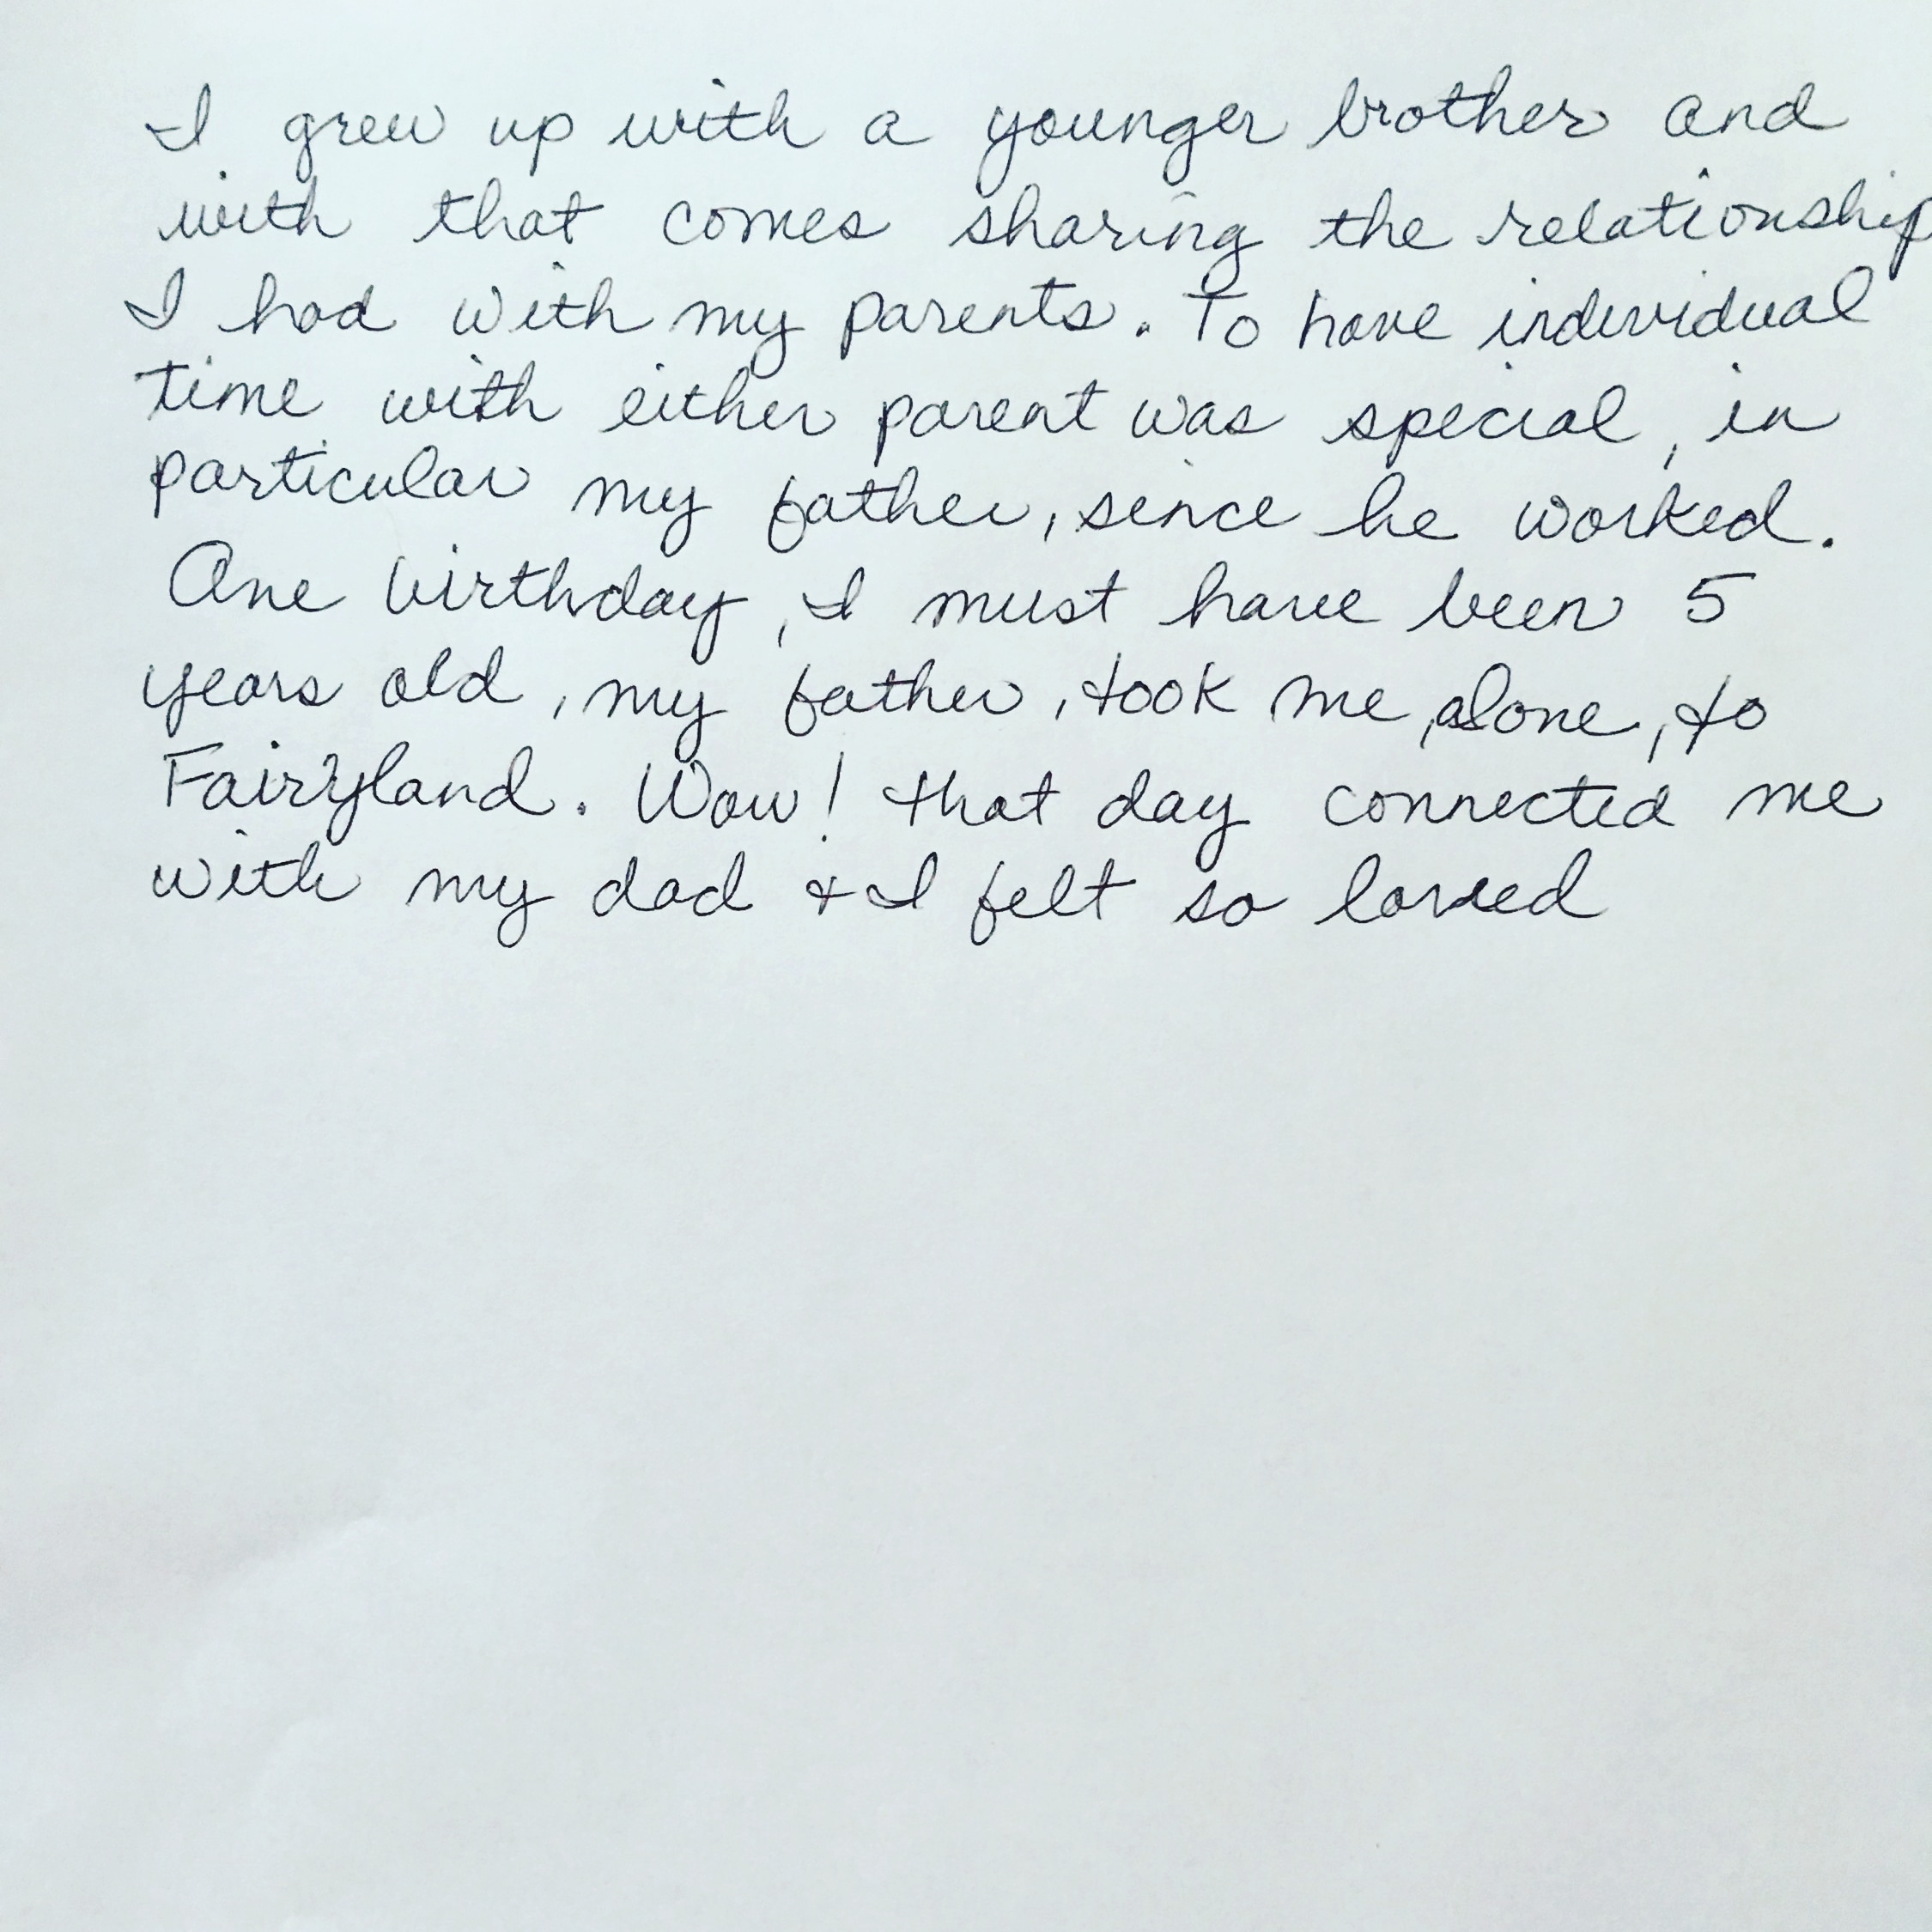 I grew up with a younger brother and
with that comes sharing the relationship
I had with my parents. To have individual
time with either parent was special, in
particular my father, since he worked.
One birthday, I must have been 5
years old, my father, took me, alone, to
Fairyland. Wow! that day connected me
with my dad & I felt so loved